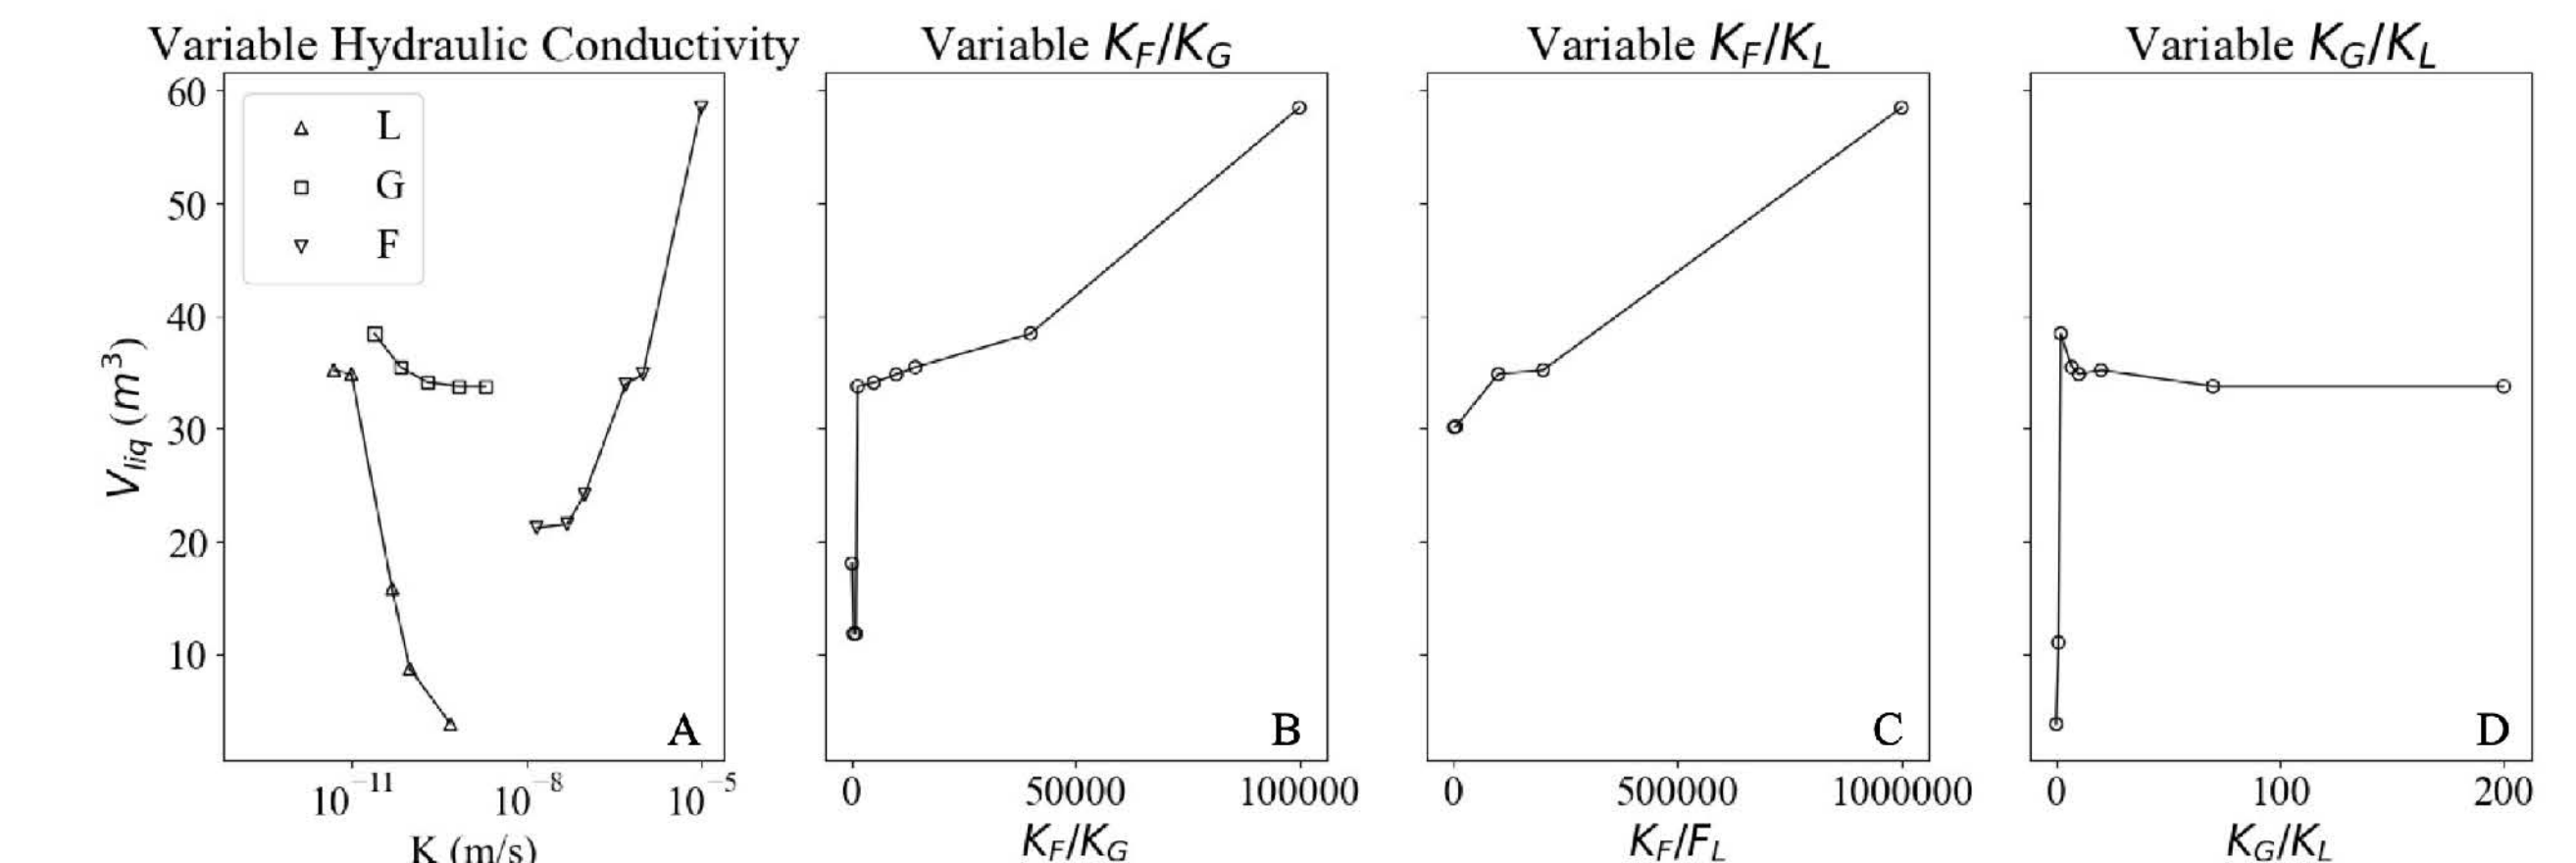 Variable Hydraulic Conductivity
Variable K_F/K_G
Variable K_F/K_L
Variable K_G/K_L
V_liq (m^3)
60
50
40
30
20
10
L
G
F
A
B
C
D
10^−11 10^−8 10^−5
0 50000 100000
0 500000 1000000
0 100 200
K (m/s)
K_F/K_G
K_F/F_L
K_G/K_L